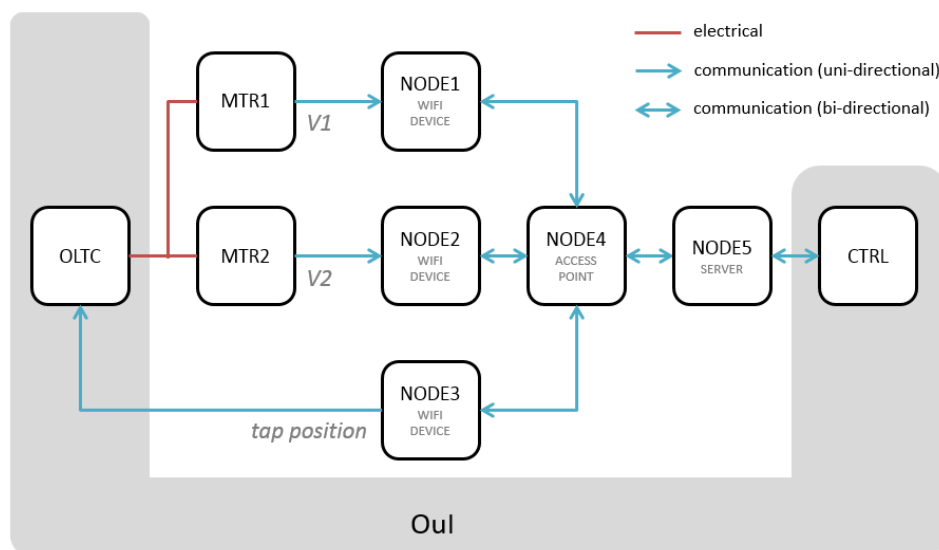 electrical
communication (uni-directional)
communication (bi-directional)
MTR1
V1
NODE1
WIFI
DEVICE
OLTC
MTR2
V2
NODE2
WIFI
DEVICE
NODE4
ACCESS
POINT
NODE5
SERVER
CTRL
NODE3
WIFI
DEVICE
tap position
OuI